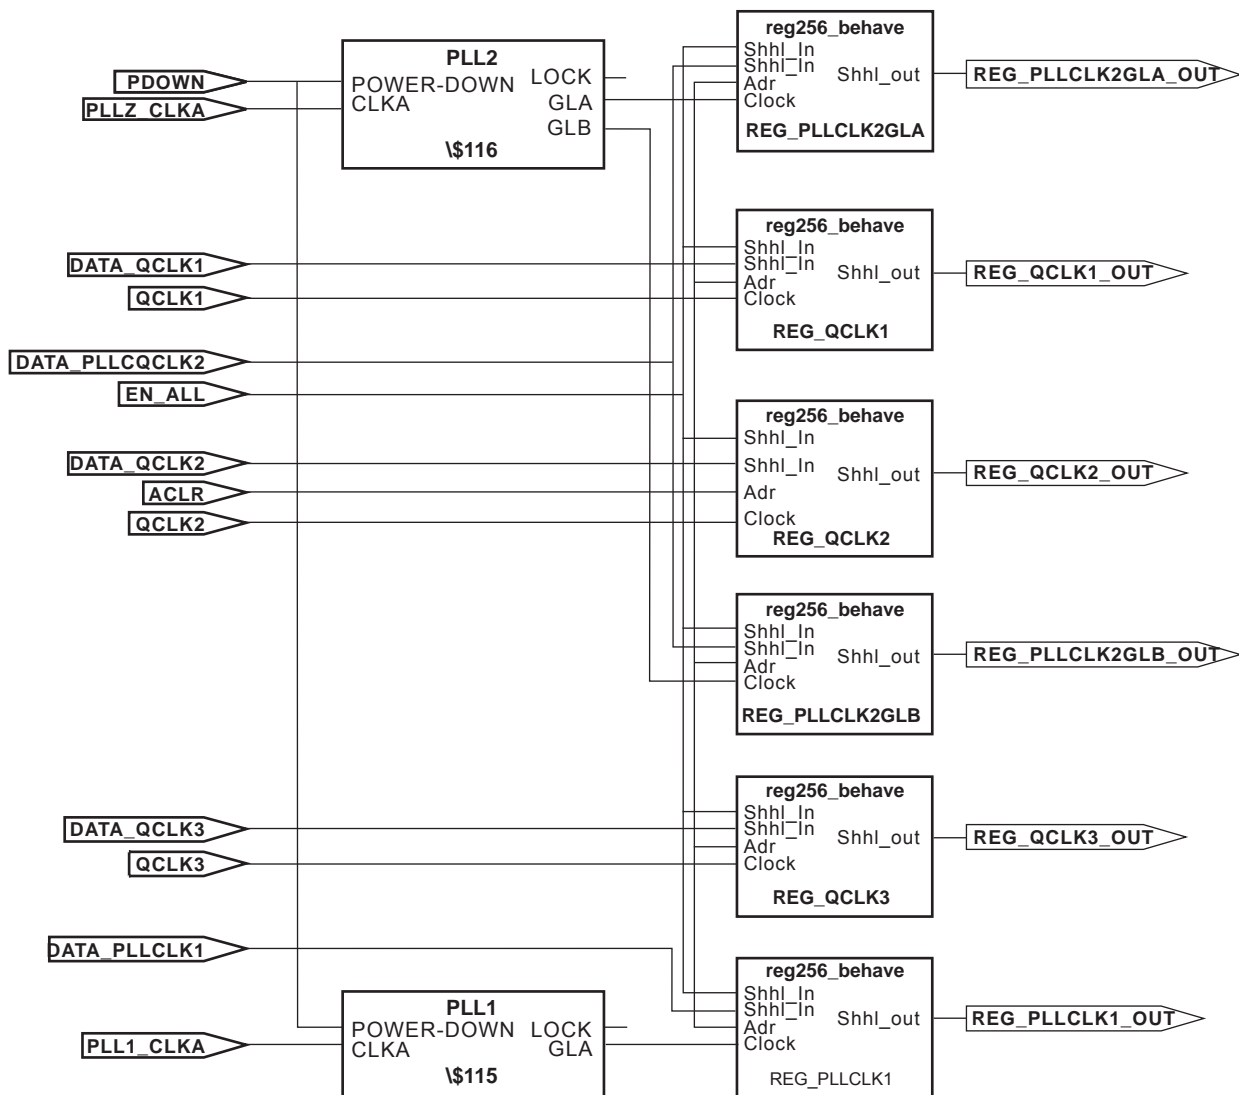 reg256_behave
Shhl_In
Shhl_In
Adr
Clock
Shhl_out
REG_PLLCLK2GLA
REG_PLLCLK2GLA_OUT
PDOWN
PLLZ_CLKA
PLL2
POWER-DOWN
CLKA
LOCK
GLA
GLB
\$116
DATA_QCLK1
QCLK1
reg256_behave
Shhl_In
Shhl_In
Adr
Clock
Shhl_out
REG_QCLK1
REG_QCLK1_OUT
DATA_PLLCQCLK2
EN_ALL
DATA_QCLK2
ACLR
QCLK2
reg256_behave
Shhl_In
Shhl_In
Adr
Clock
Shhl_out
REG_QCLK2
REG_QCLK2_OUT
reg256_behave
Shhl_In
Shhl_In
Adr
Clock
Shhl_out
REG_PLLCLK2GLB
REG_PLLCLK2GLB_OUT
DATA_QCLK3
QCLK3
reg256_behave
Shhl_In
Shhl_In
Adr
Clock
Shhl_out
REG_QCLK3
REG_QCLK3_OUT
DATA_PLLCLK1
PLL1_CLKA
PLL1
POWER-DOWN
CLKA
LOCK
GLA
\$115
reg256_behave
Shhl_In
Shhl_In
Adr
Clock
Shhl_out
REG_PLLCLK1
REG_PLLCLK1_OUT